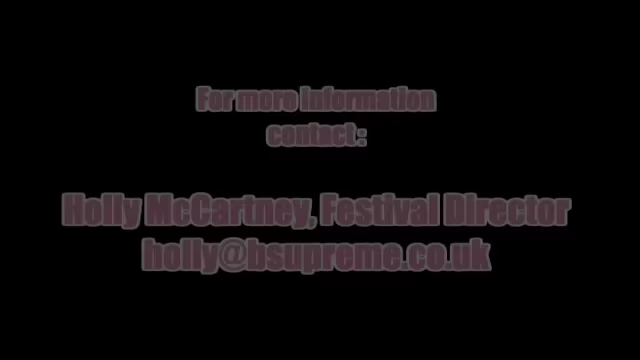 For more information
contact :
Holly McCartney, Festival Director
holly@bsupreme.co.uk